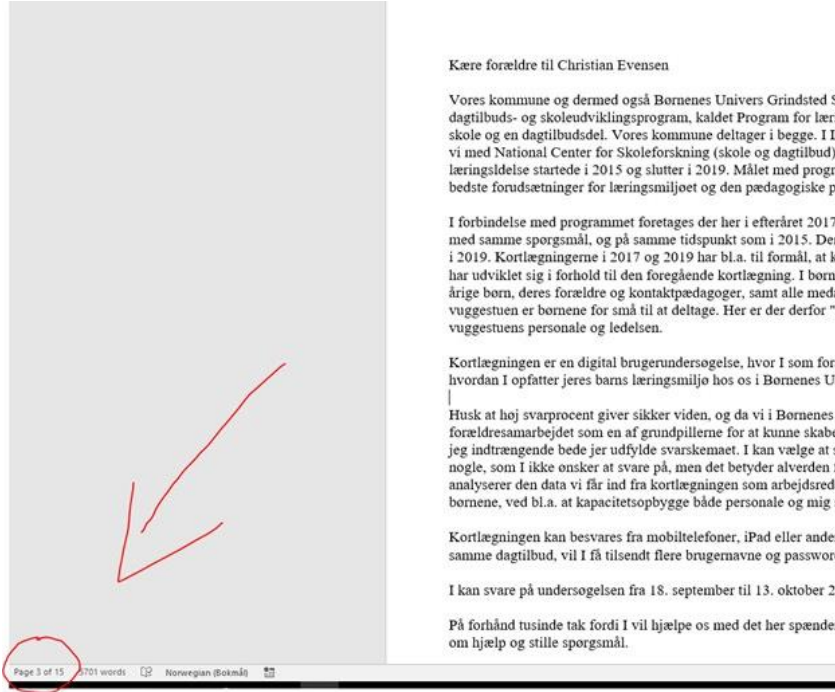 Kære forældre til Christian Evensen
Vores kommune og dermed også Børnenes Univers Grindsted S
dagtilbuds- og skoleudviklingsprogram, kaldet Program for lær
skole og en dagtilbudsdel. Vores kommune deltager i begge. I D
vi med National Center for Skoleforskning (skole og dagtilbud)
læringsldelse startede i 2015 og slutter i 2019. Målet med progr
bedste forudsætninger for læringsmiljøet og den pædagogiske p
I forbindelse med programmet foretages der her i efteråret 2017
med samme spørgsmål, og på samme tidspunkt som i 2015. Der
i 2019. Kortlægningerne i 2017 og 2019 har bl.a. til formål, at k
har udviklet sig i forhold til den foregående kortlægning. I børn
årige børn, deres forældre og kontaktpædagoger, samt alle meda
vuggestuen er børnene for små til at deltage. Her er der derfor "
vuggestuens personale og ledelsen.
Kortlægningen er en digital brugerundersøgelse, hvor I som for
hvordan I opfatter jeres barns læringsmiljø hos os i Børnenes U
Husk at høj svarprocent giver sikker viden, og da vi i Børnenes
forældresamarbejdet som en af grundpillerne for at kunne skabe
jeg indtrængende bede jer udfylde svarskemaet. I kan vælge at s
nogle, som I ikke ønsker at svare på, men det betyder alverden
analyserer den data vi får ind fra kortlægningen som arbejdsred
børnene, ved bl.a. at kapacitetsopbygge både personale og mig
Kortlægningen kan besvares fra mobiltelefoner, iPad eller ande
samme dagtilbud, vil I få tilsendt flere brugernavne og passwor
I kan svare på undersøgelsen fra 18. september til 13. oktober 2
På forhånd tusinde tak fordi I vil hjælpe os med det her spændes
om hjælp og stille spørgsmål.
Page 3 of 15 5701 words Norwegian (Bokmål)